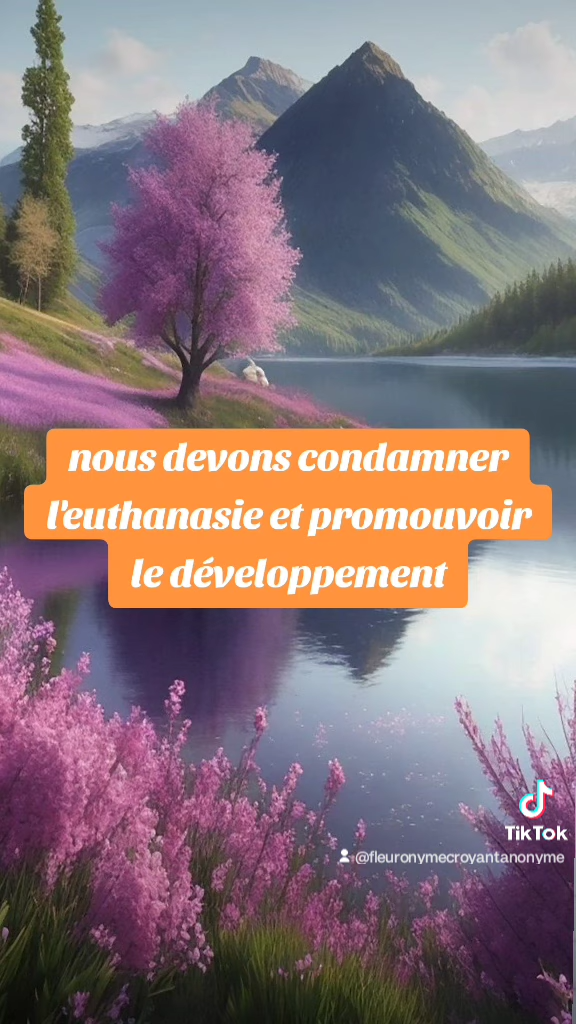 nous devons condamner
l'euthanasie et promouvoir
le développement
TikTok
@fleuronymecroyantanonyme